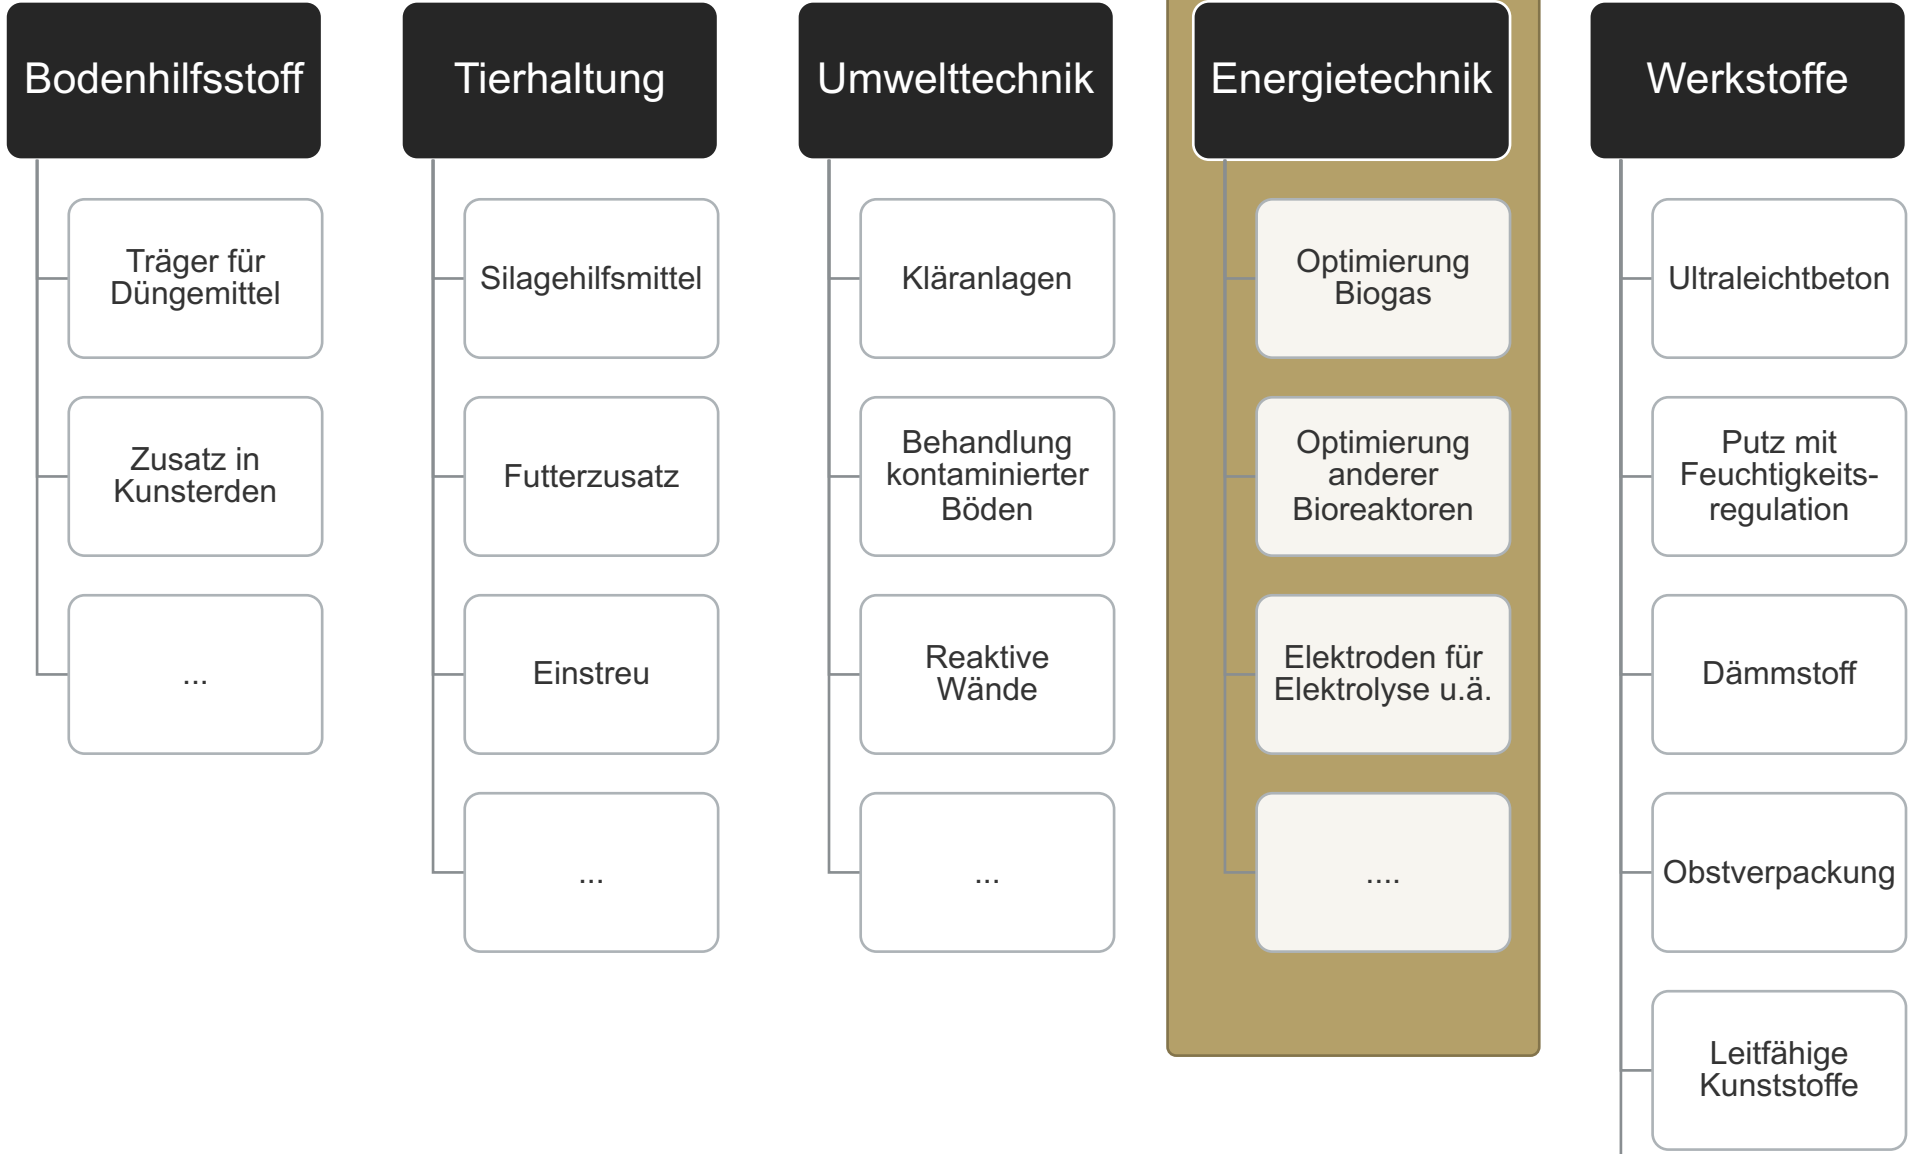 Bodenhilfsstoff
Träger für
Düngemittel
Zusatz in
Kunsterden
...
Tierhaltung
Silagehilfsmittel
Futterzusatz
Einstreu
...
Umwelttechnik
Kläranlagen
Behandlung
kontaminierter
Böden
Reaktive
Wände
...
Energietechnik
Optimierung
Biogas
Optimierung
anderer
Bioreaktoren
Elektroden für
Elektrolyse u.ä.
....
Werkstoffe
Ultraleichtbeton
Putz mit
Feuchtigkeits-
regulation
Dämmstoff
Obstverpackung
Leitfähige
Kunststoffe